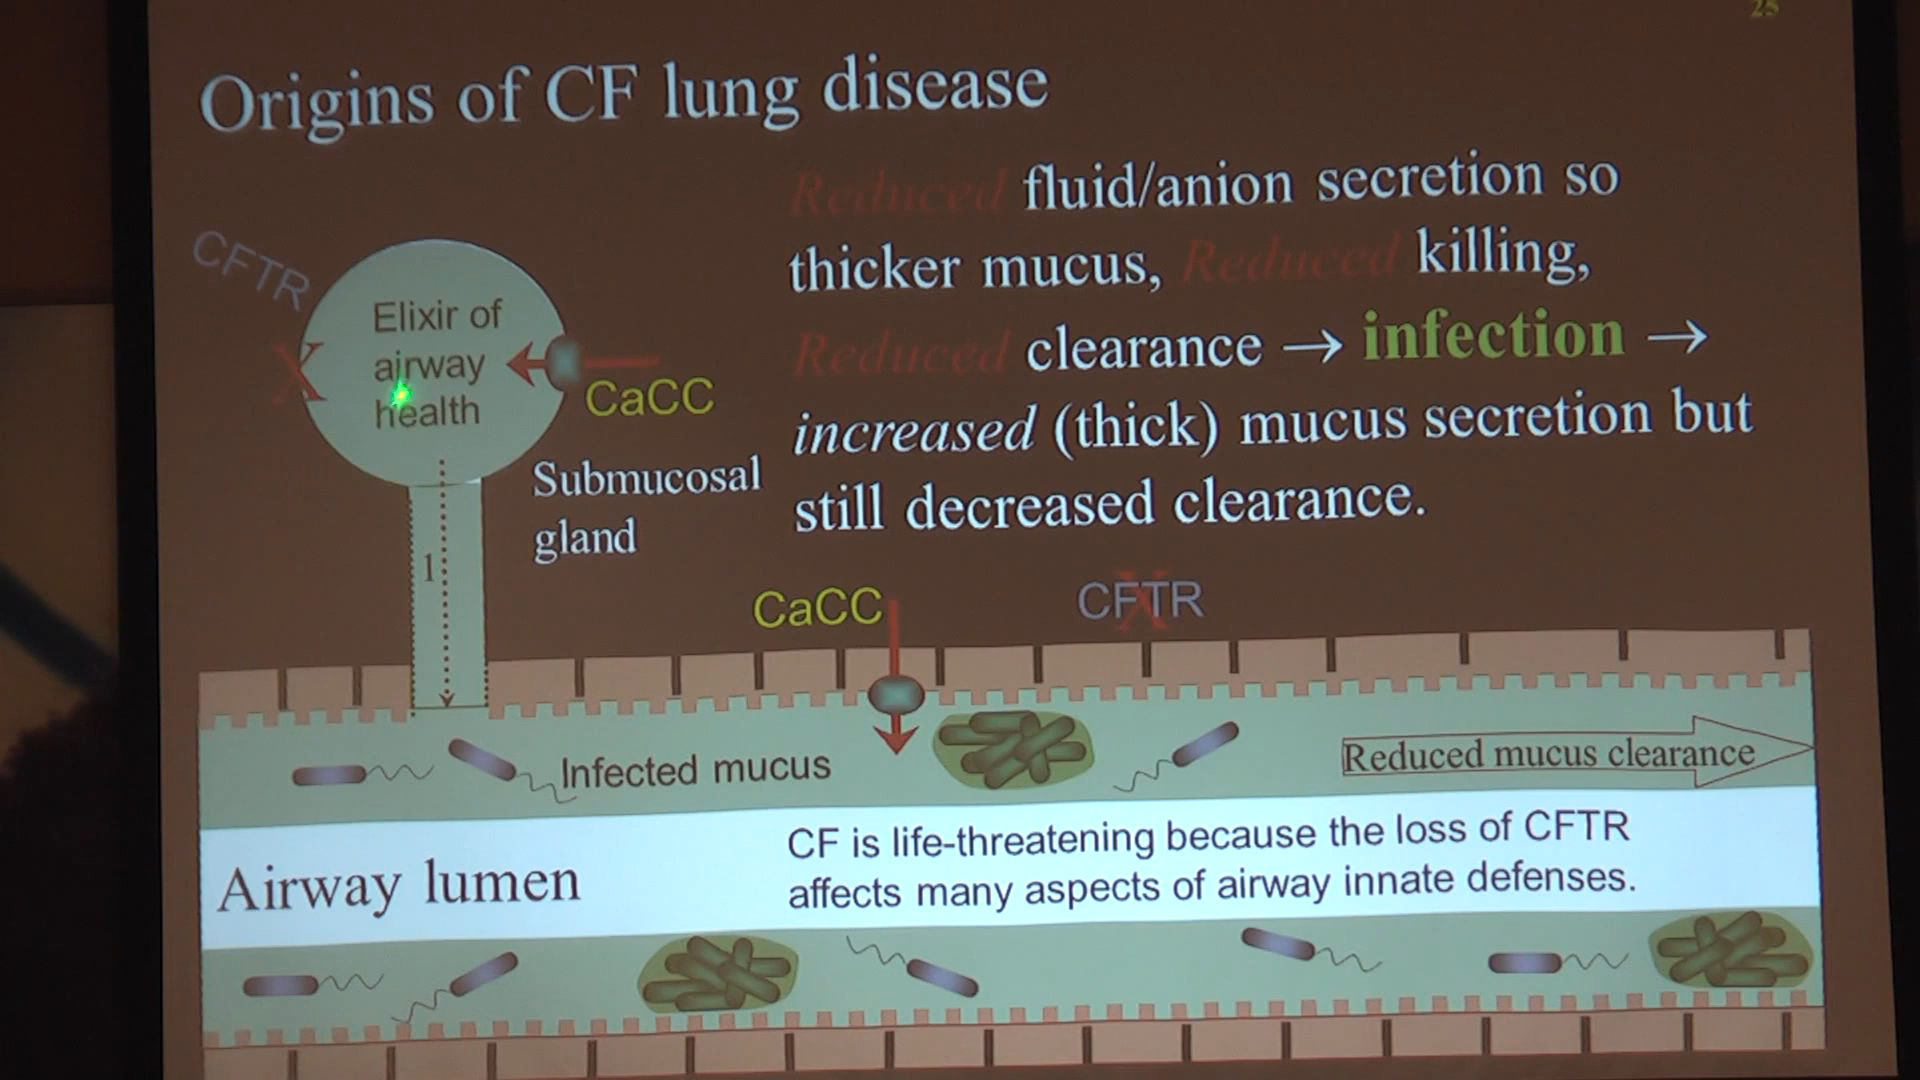 25
Origins of CF lung disease
Reduced fluid/anion secretion so
thicker mucus, Reduced killing,
Reduced clearance → infection →
increased (thick) mucus secretion but
still decreased clearance.
CFTR
X
Elixir of
airway
health
CaCC
Submucosal
gland
1
CaCC
CFTR
X
Infected mucus
Reduced mucus clearance
Airway lumen
CF is life-threatening because the loss of CFTR
affects many aspects of airway innate defenses.